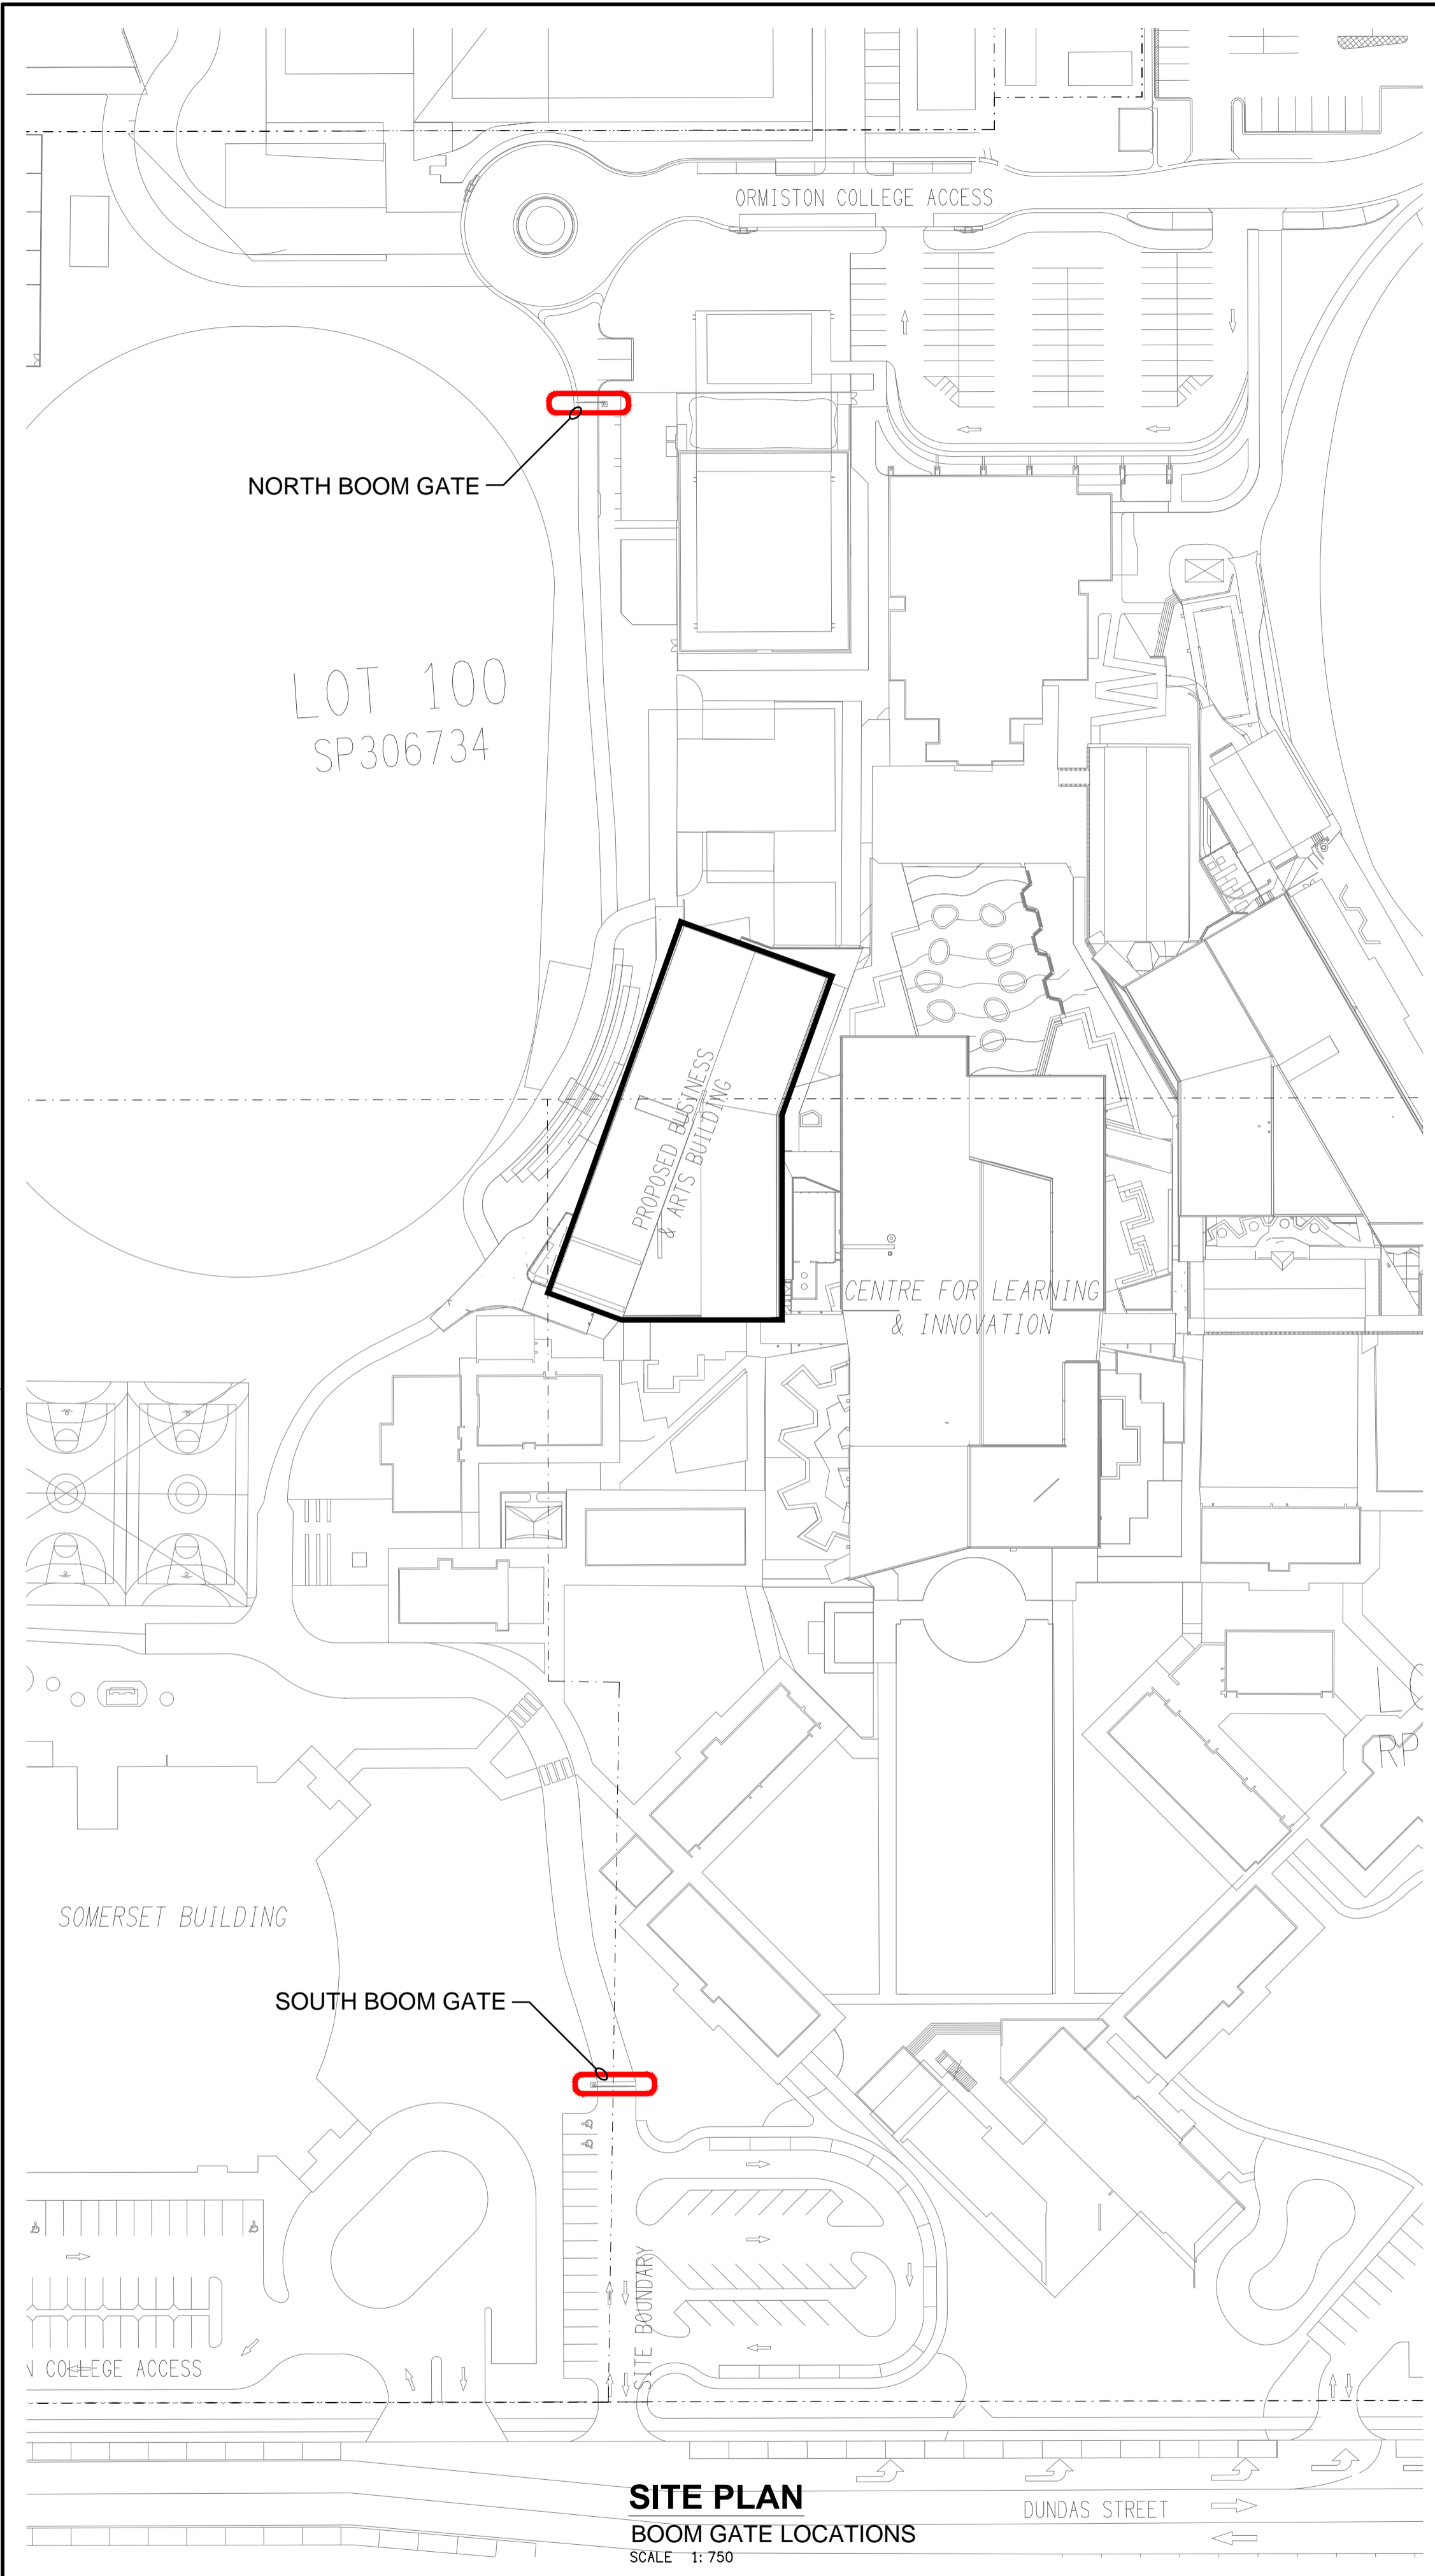 ORMISTON COLLEGE ACCESS
NORTH BOOM GATE
LOT 100
SP306734
PROPOSED BUSINESS
& ARTS BUILDING
CENTRE FOR LEARNING
& INNOVATION
RP
SOMERSET BUILDING
SOUTH BOOM GATE
SITE BOUNDARY
N COLLEGE ACCESS
SITE PLAN
BOOM GATE LOCATIONS
SCALE 1:750
DUNDAS STREET